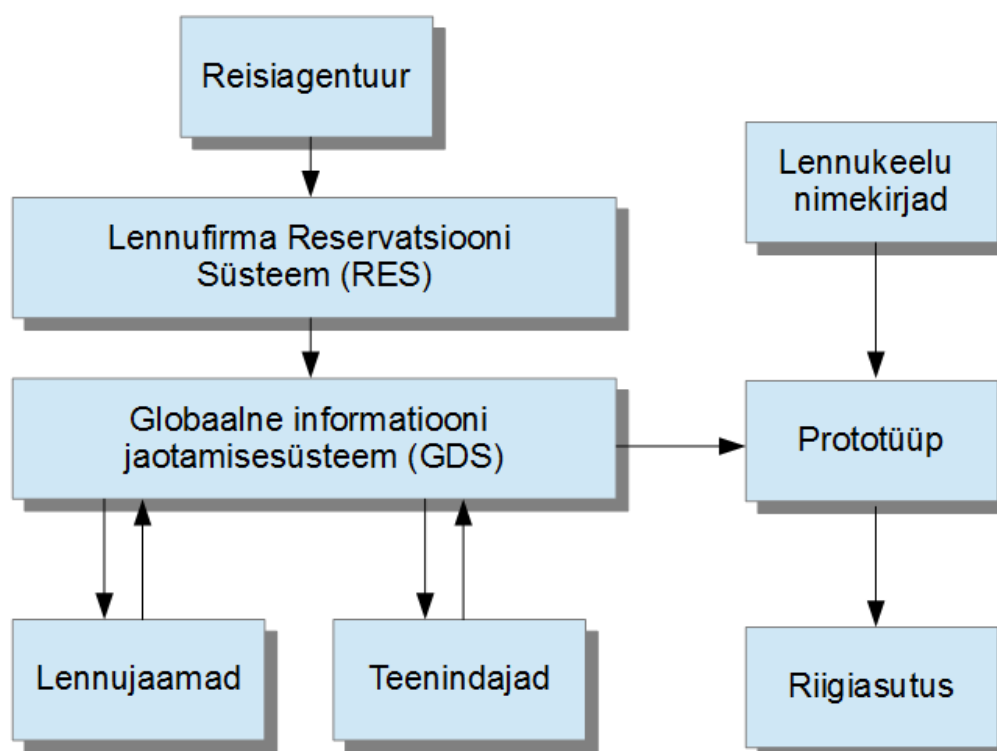 Reisiagentuur
Lennufirma Reservatsiooni
Süsteem (RES)
Lennukeelu
nimekirjad
Globaalne informatiooni
jaotamisesüsteem (GDS)
Prototüüp
Lennujaamad
Teenindajad
Riigiasutus